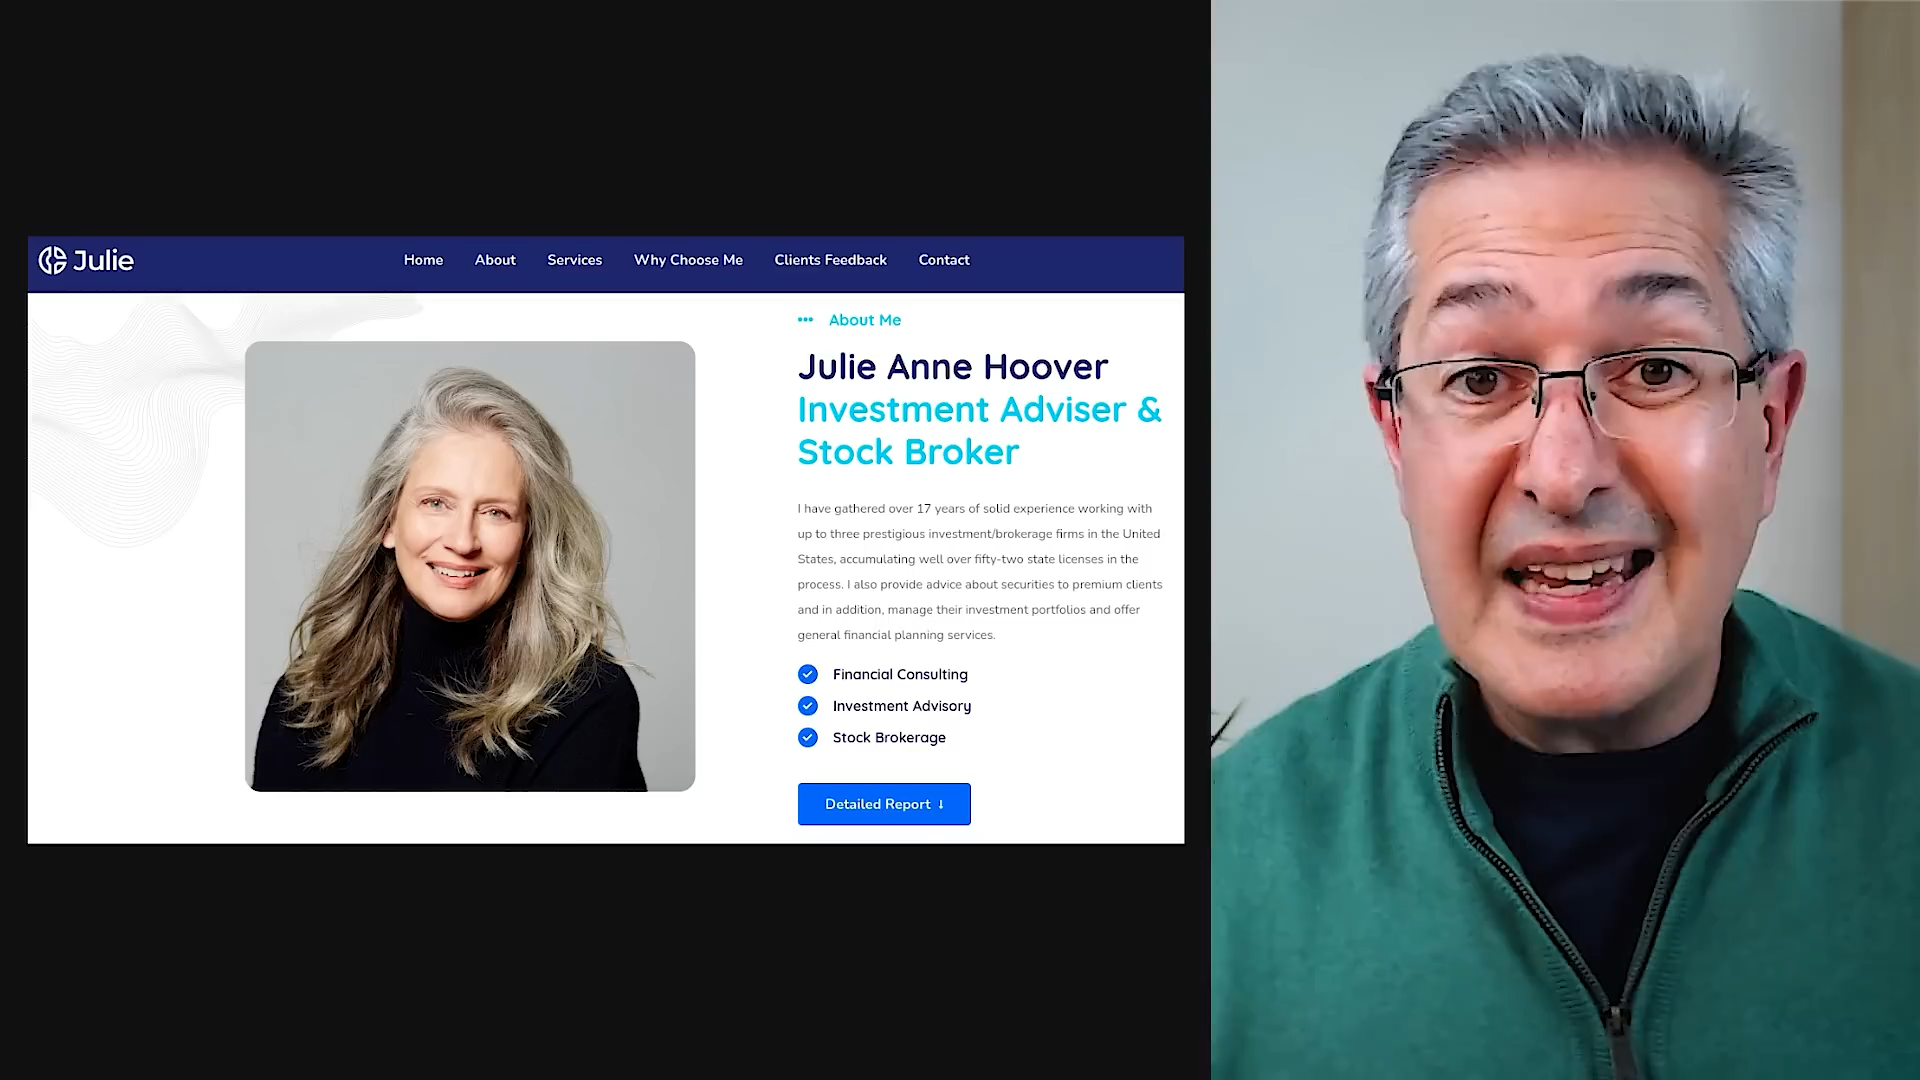 Julie
Home About Services Why Choose Me Clients Feedback Contact
••• About Me
Julie Anne Hoover
Investment Adviser &
Stock Broker
I have gathered over 17 years of solid experience working with
up to three prestigious investment/brokerage firms in the United
States, accumulating well over fifty-two state licenses in the
process. I also provide advice about securities to premium clients
and in addition, manage their investment portfolios and offer
general financial planning services.
Financial Consulting
Investment Advisory
Stock Brokerage
Detailed Report ↓